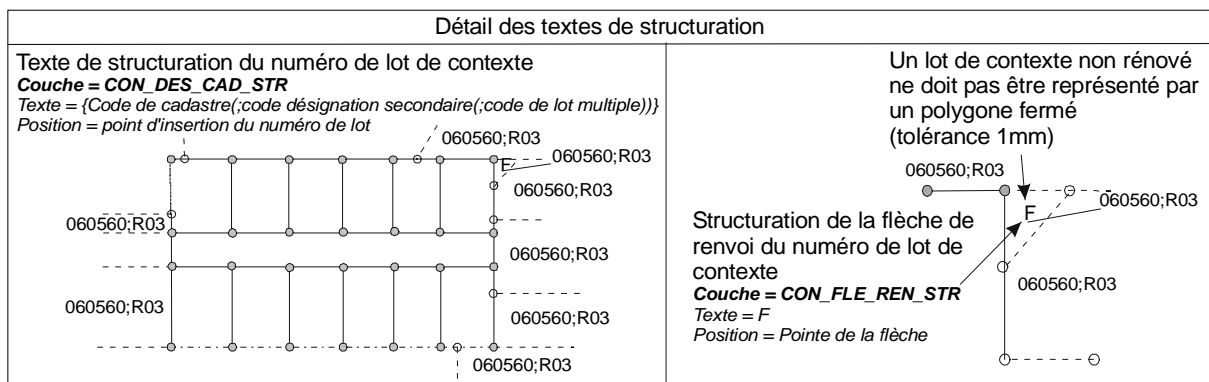 Détail des textes de structuration
Texte de structuration du numéro de lot de contexte
Couche = CON_DES_CAD_STR
Texte = {Code de cadastre(;code désignation secondaire(;code de lot multiple))}
Position = point d'insertion du numéro de lot
060560;R03
F
060560;R03
060560;R03
060560;R03
060560;R03
060560;R03
060560;R03
060560;R03
Un lot de contexte non rénové
ne doit pas être représenté par
un polygone fermé
(tolérance 1mm)
060560;R03
F
060560;R03
Structuration de la flèche de
renvoi du numéro de lot de
contexte
060560;R03
Couche = CON_FLE_REN_STR
Texte = F
Position = Pointe de la flèche